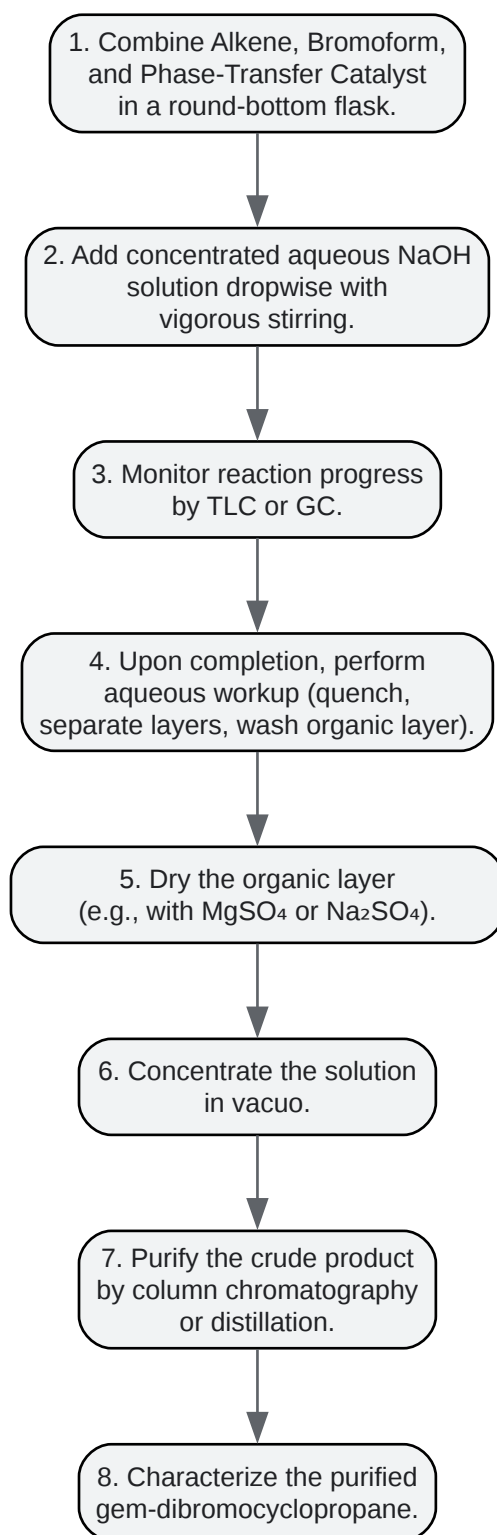 1. Combine Alkene, Bromoform,
and Phase-Transfer Catalyst
in a round-bottom flask.
2. Add concentrated aqueous NaOH
solution dropwise with
vigorous stirring.
3. Monitor reaction progress
by TLC or GC.
4. Upon completion, perform
aqueous workup (quench,
separate layers, wash organic layer).
5. Dry the organic layer
(e.g., with MgSO₄ or Na₂SO₄).
6. Concentrate the solution
in vacuo.
7. Purify the crude product
by column chromatography
or distillation.
8. Characterize the purified
gem-dibromocyclopropane.